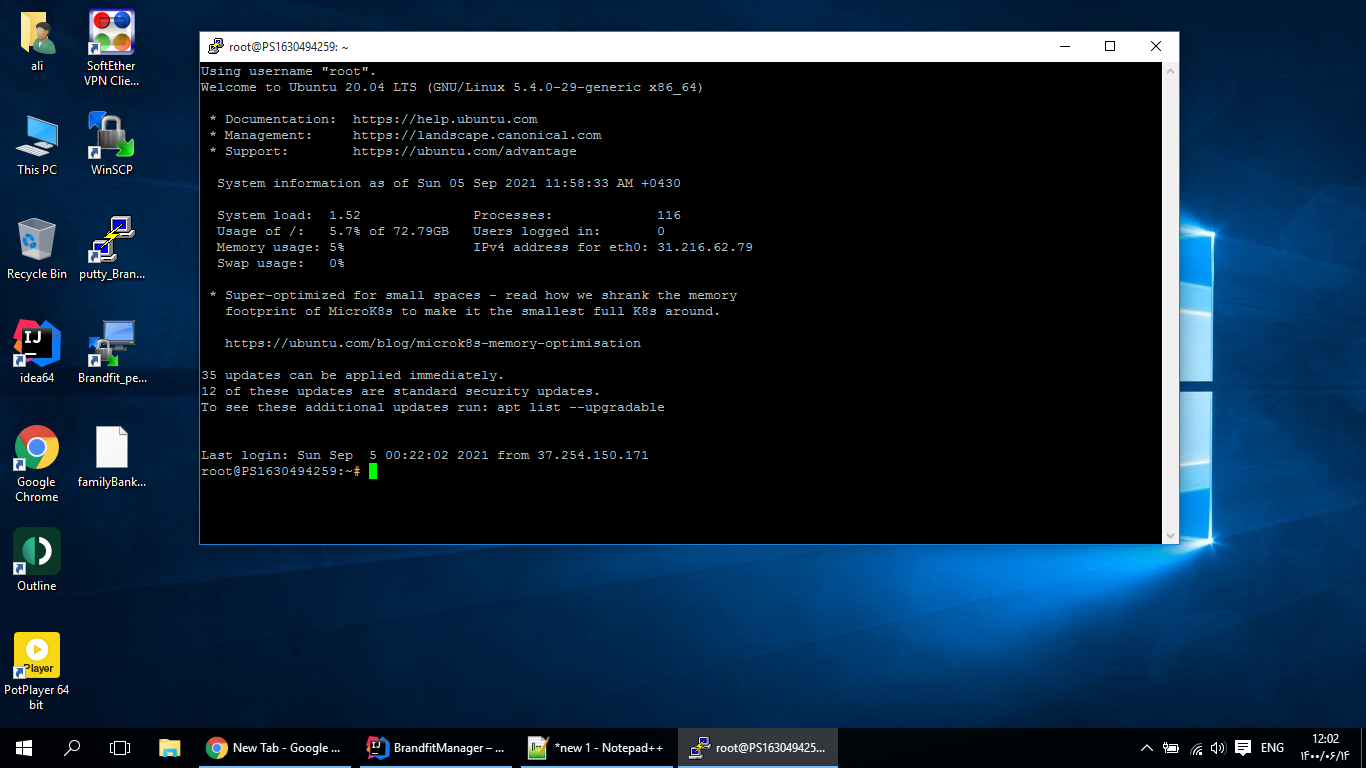 ali
SoftEther
VPN Clie...
This PC
WinSCP
Recycle Bin
putty_Bran...
IJ
idea64
Brandfit_pe...
Google
Chrome
familyBank...
Outline
Player
PotPlayer 64
bit
root@PS1630494259: ~
Using username "root".
Welcome to Ubuntu 20.04 LTS (GNU/Linux 5.4.0-29-generic x86_64)
* Documentation:  https://help.ubuntu.com
* Management:     https://landscape.canonical.com
* Support:        https://ubuntu.com/advantage
System information as of Sun 05 Sep 2021 11:58:33 AM +0430
System load:  1.52              Processes:             116
Usage of /:   5.7% of 72.79GB   Users logged in:       0
Memory usage: 5%                IPv4 address for eth0: 31.216.62.79
Swap usage:   0%
* Super-optimized for small spaces - read how we shrank the memory
footprint of MicroK8s to make it the smallest full K8s around.
https://ubuntu.com/blog/microk8s-memory-optimisation
35 updates can be applied immediately.
12 of these updates are standard security updates.
To see these additional updates run: apt list --upgradable
Last login: Sun Sep  5 00:22:02 2021 from 37.254.150.171
root@PS1630494259:~#
New Tab - Google ...
IJ
BrandfitManager – ...
*new 1 - Notepad++
root@PS163049425...
ENG
12:02
۱۴۰۰/۰۶/۱۴